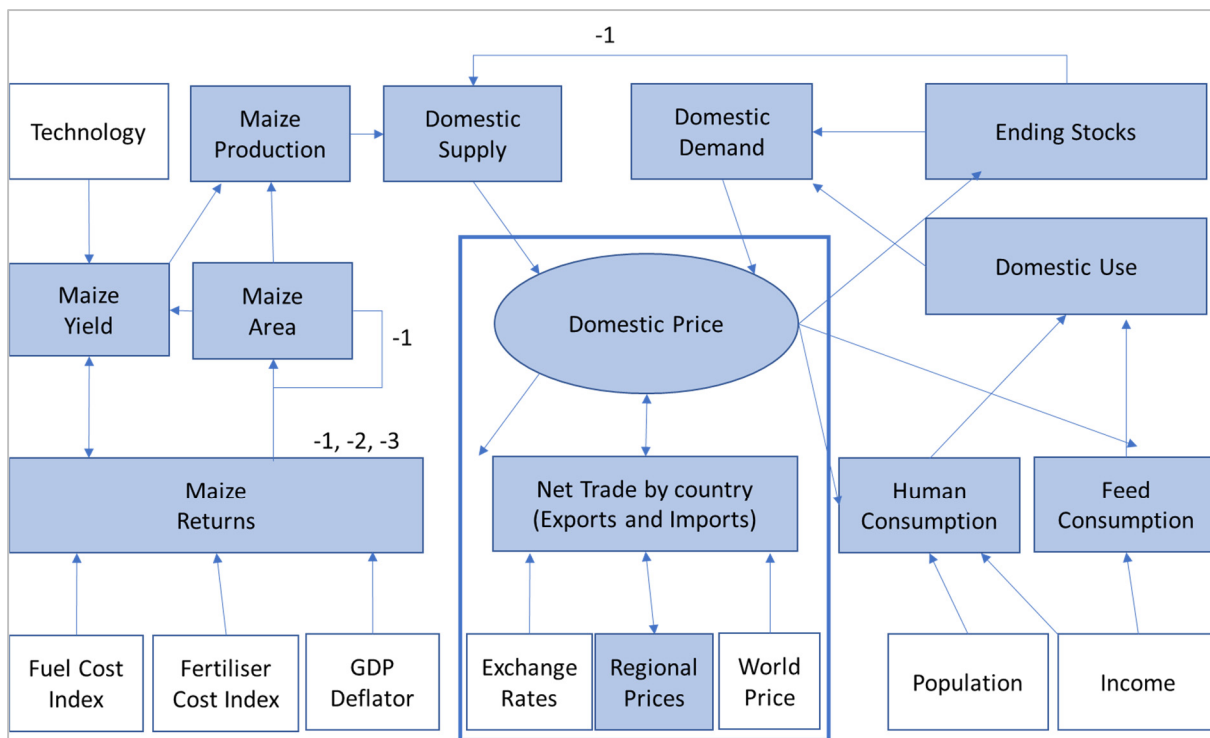 -1
Technology
Maize
Production
Domestic
Supply
Domestic
Demand
Ending Stocks
Maize
Yield
Maize
Area
-1
Domestic Price
Domestic Use
-1, -2, -3
Maize
Returns
Net Trade by country
(Exports and Imports)
Human
Consumption
Feed
Consumption
Fuel Cost
Index
Fertiliser
Cost Index
GDP
Deflator
Exchange
Rates
Regional
Prices
World
Price
Population
Income